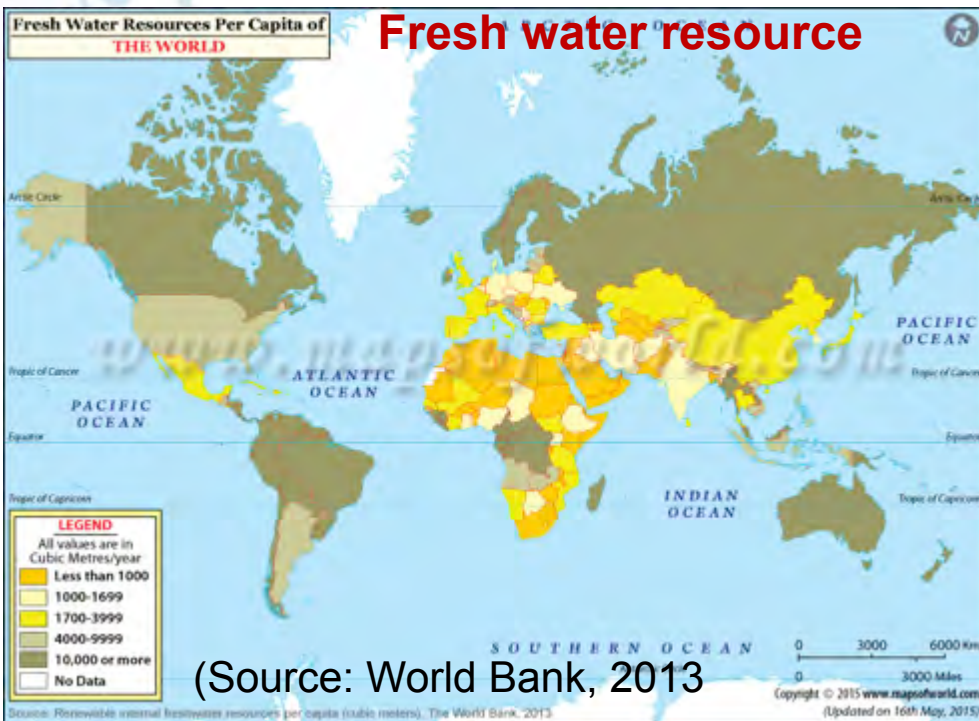 Fresh Water Resources Per Capita of
THE WORLD
Fresh water resource
ARCTIC OCEAN
N
Arctic Circle
PACIFIC
OCEAN
www.mapsofworld.com
Tropic of Cancer
ATLANTIC
OCEAN
Tropic of Cancer
PACIFIC
OCEAN
Equator
Equator
INDIAN
OCEAN
Tropic of Capricorn
Tropic of Capricorn
LEGEND
All values are in
Cubic Metres/year
Less than 1000
1000-1699
1700-3999
4000-9999
10,000 or more
No Data
SOUTHERN OCEAN
0 3000 6000 Km
0 3000 Miles
(Source: World Bank, 2013
Copyright © 2015 www.mapsofworld.com
(Updated on 16th May, 2015)
Source: Renewable internal freshwater resources per capita (cubic meters), The World Bank, 2013